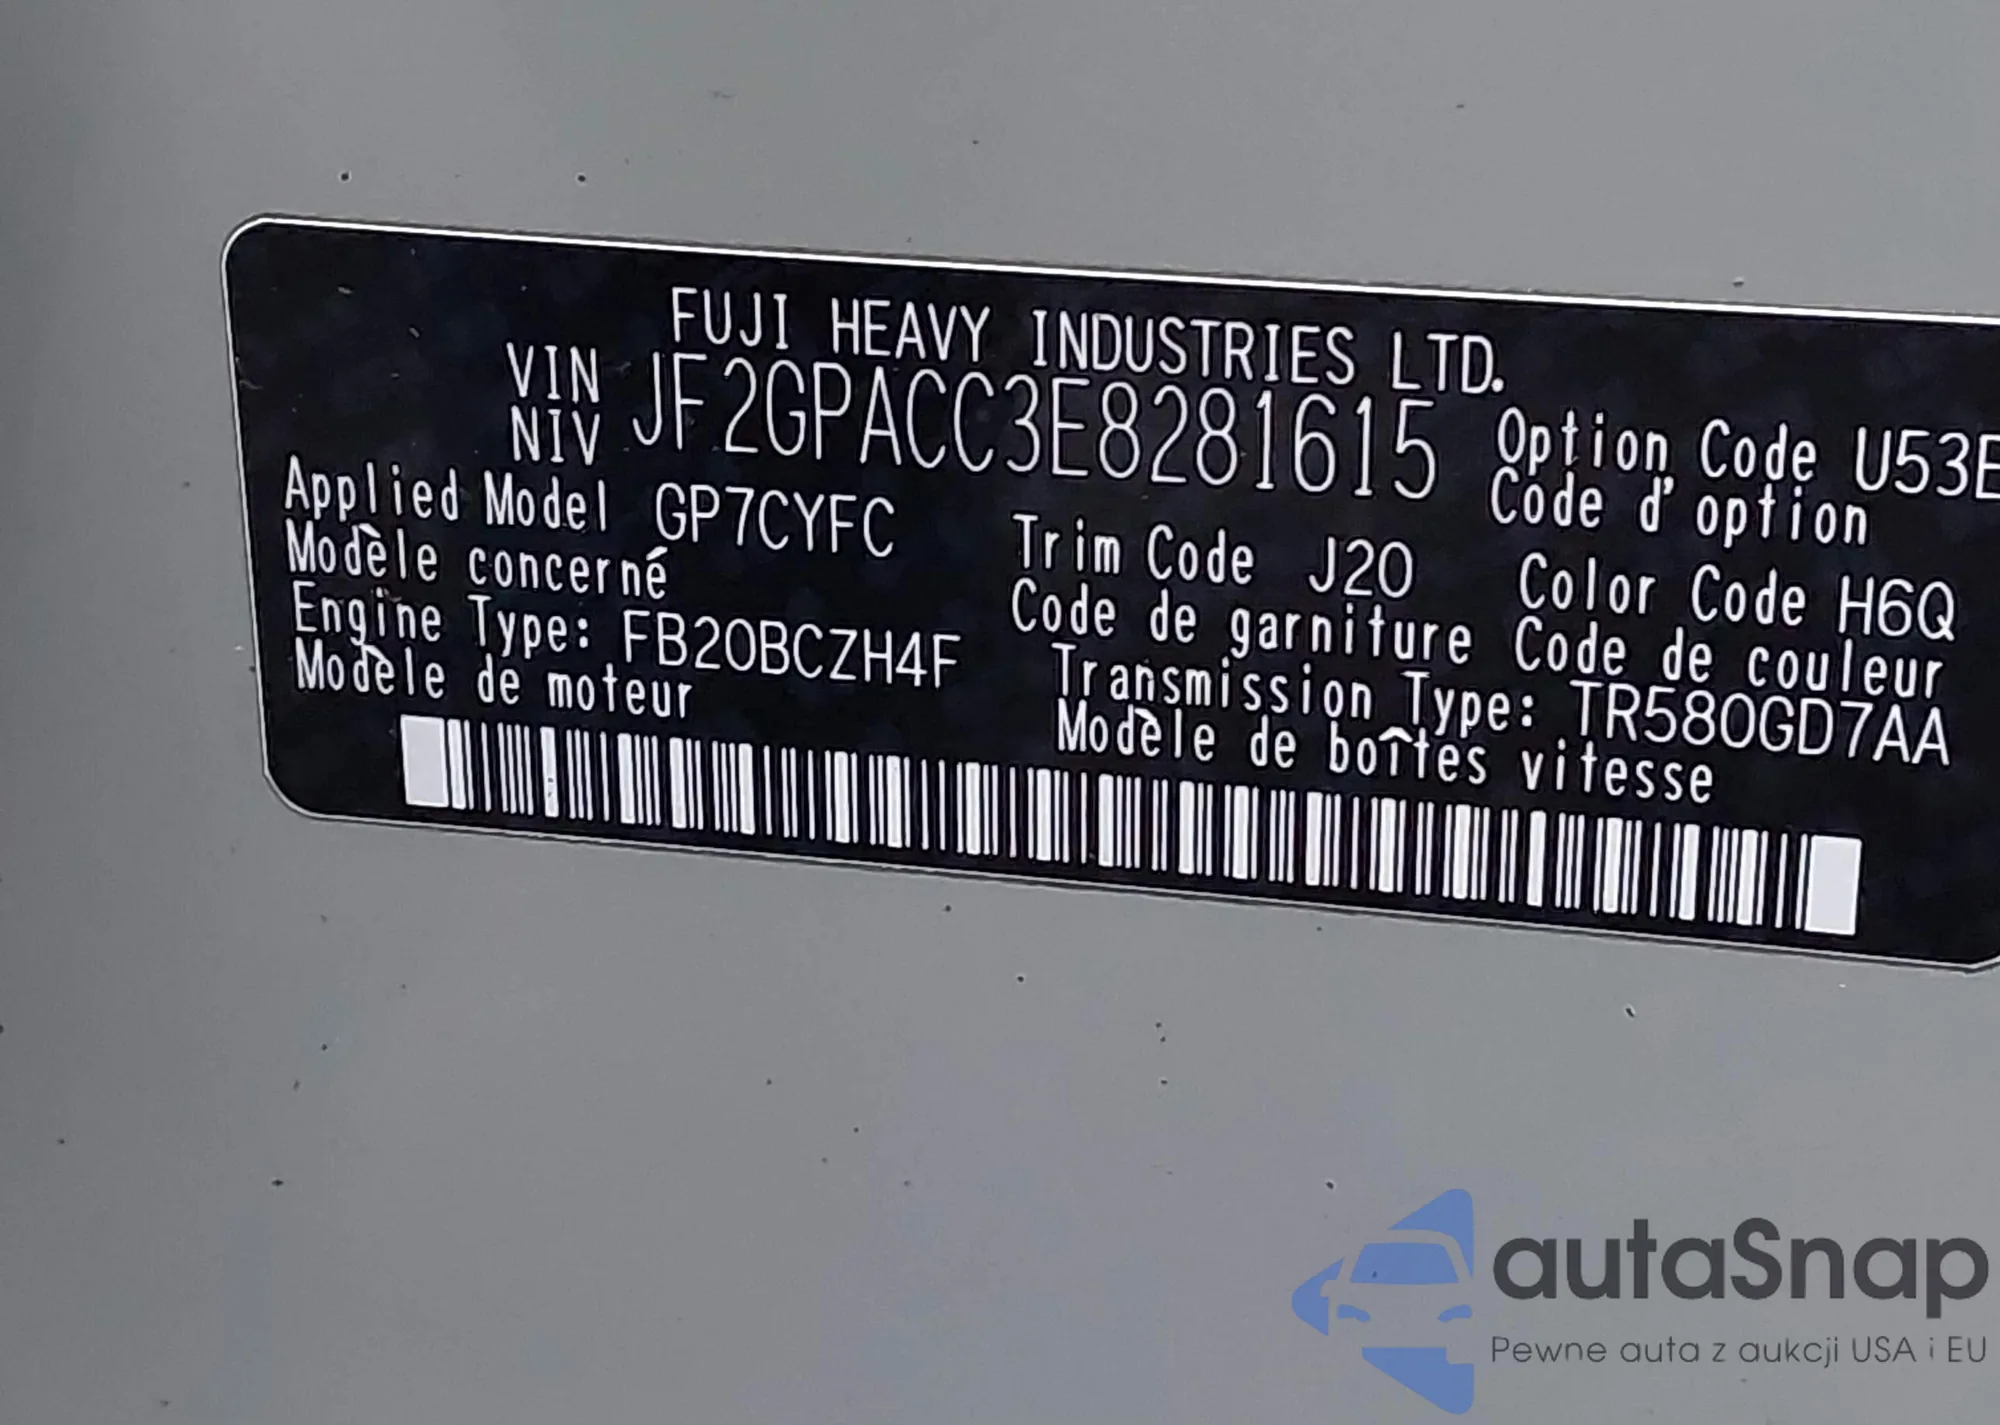 FUJI HEAVY INDUSTRIES LTD.
VIN
NIV
JF2GPACC3E8281615
Option Code U53E
Code d'option
Applied Model GP7CYFC
Modèle concerné
Trim Code J20
Code de garniture
Color Code H6Q
Code de couleur
Engine Type: FB20BCZH4F
Modèle de moteur
Transmission Type: TR580GD7AA
Modèle de boîtes vitesse
autaSnap
Pewne auta z aukcji USA i EU